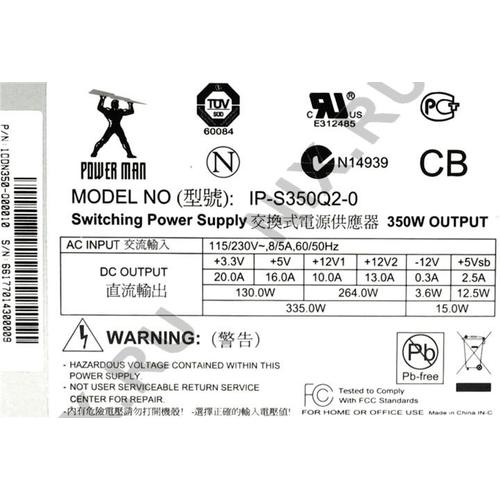 POWER MAN
TÜV
60084
N
c RU us
E312485
N14939
PCT
CB
MODEL NO (型號): IP-S350Q2-0
Switching Power Supply 交換式電源供應器 350W OUTPUT
AC INPUT 交流輸入 115/230V~,8/5A,60/50Hz
DC OUTPUT 直流輸出
+3.3V +5V +12V1 +12V2 -12V +5Vsb
20.0A 16.0A 10.0A 13.0A 0.3A 2.5A
130.0W 264.0W 3.6W 12.5W
335.0W 15.0W
WARNING: (警告)
- HAZARDOUS VOLTAGE CONTAINED WITHIN THIS
POWER SUPPLY.
- NOT USER SERVICEABLE RETURN SERVICE
CENTER FOR REPAIR.
-內有危險電壓請勿打開機殼! -選擇正確的輸入電壓值!
Pb
Pb-free
FC Tested to Comply
With FCC Standards
FOR HOME OR OFFICE USE Made in China IN-C
P/N:1CDN350-Q00010 S/N:66177014300009
NIX.RU